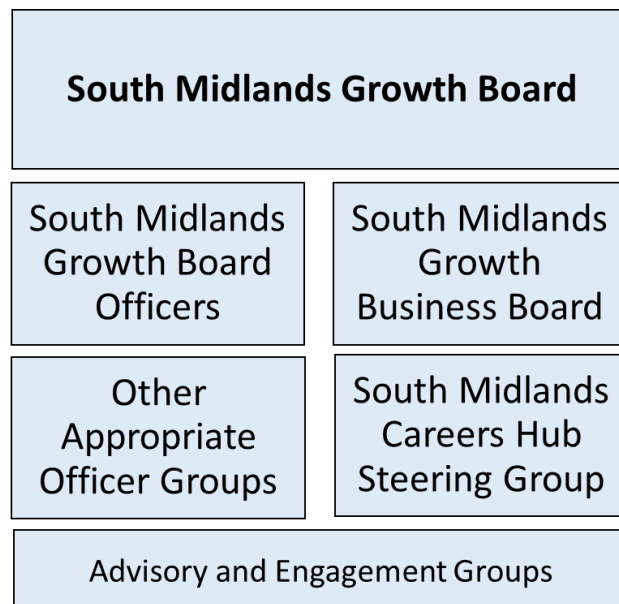 South Midlands Growth Board
South Midlands
Growth Board
Officers
South Midlands
Growth
Business Board
Other
Appropriate
Officer Groups
South Midlands
Careers Hub
Steering Group
Advisory and Engagement Groups